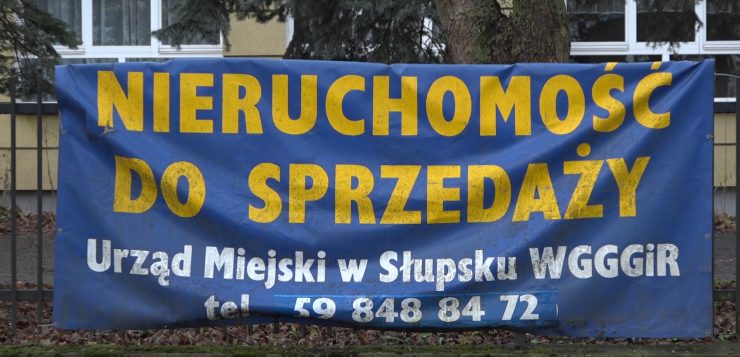 NIERUCHOMOŚĆ
DO SPRZEDAŻY
Urząd Miejski w Słupsku WGGGiR
tel. 59 848 84 72